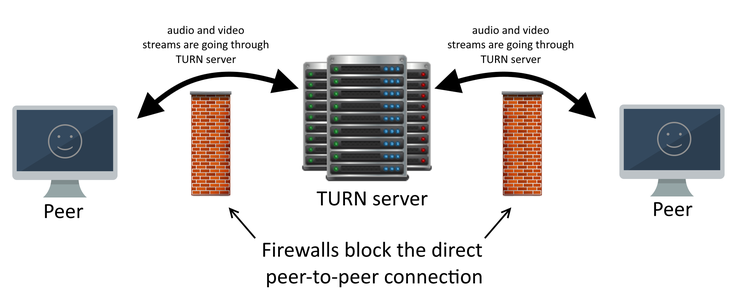 audio and video
streams are going through
TURN server
audio and video
streams are going through
TURN server
Peer
TURN server
Peer
Firewalls block the direct
peer-to-peer connection